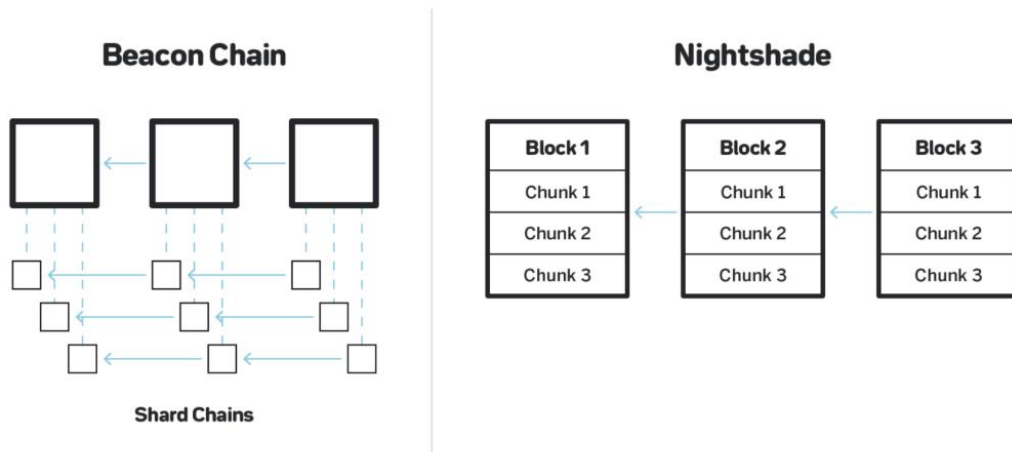 Beacon Chain
Shard Chains
Nightshade
Block 1
Chunk 1
Chunk 2
Chunk 3
Block 2
Chunk 1
Chunk 2
Chunk 3
Block 3
Chunk 1
Chunk 2
Chunk 3